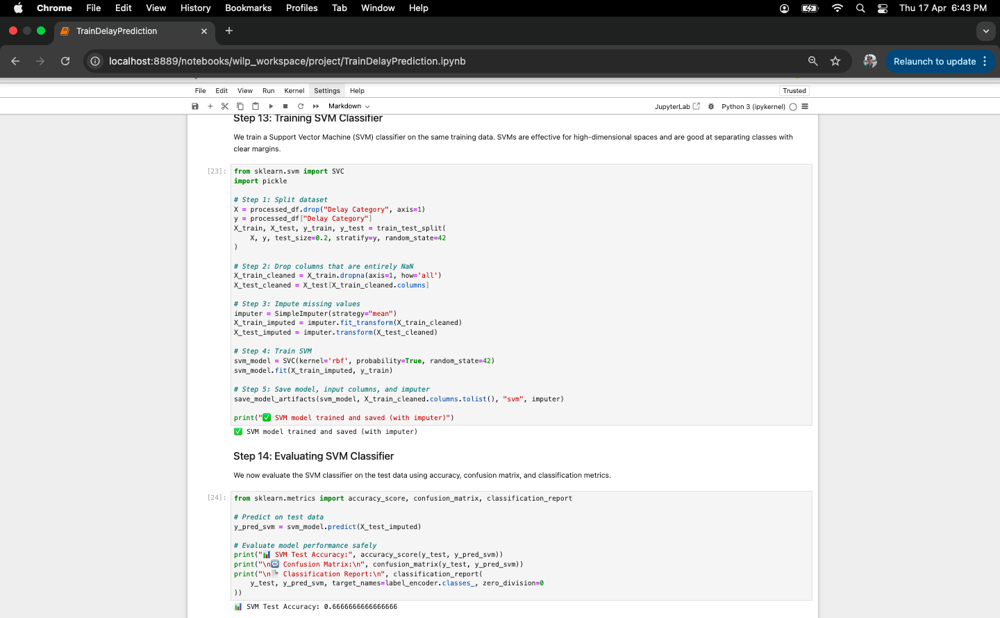 Chrome File Edit View History Bookmarks Profiles Tab Window Help Thu 17 Apr 6:43 PM
TrainDelayPrediction
localhost:8889/notebooks/wilp_workspace/project/TrainDelayPrediction.ipynb Relaunch to update
File Edit View Run Kernel Settings Help Trusted
Markdown JupyterLab Python 3 (ipykernel)
Step 13: Training SVM Classifier
We train a Support Vector Machine (SVM) classifier on the same training data. SVMs are effective for high-dimensional spaces and are good at separating classes with
clear margins.
[23]: from sklearn.svm import SVC
import pickle
# Step 1: Split dataset
X = processed_df.drop("Delay Category", axis=1)
y = processed_df["Delay Category"]
X_train, X_test, y_train, y_test = train_test_split(
    X, y, test_size=0.2, stratify=y, random_state=42
)
# Step 2: Drop columns that are entirely NaN
X_train_cleaned = X_train.dropna(axis=1, how='all')
X_test_cleaned = X_test[X_train_cleaned.columns]
# Step 3: Impute missing values
imputer = SimpleImputer(strategy="mean")
X_train_imputed = imputer.fit_transform(X_train_cleaned)
X_test_imputed = imputer.transform(X_test_cleaned)
# Step 4: Train SVM
svm_model = SVC(kernel='rbf', probability=True, random_state=42)
svm_model.fit(X_train_imputed, y_train)
# Step 5: Save model, input columns, and imputer
save_model_artifacts(svm_model, X_train_cleaned.columns.tolist(), "svm", imputer)
print("✅ SVM model trained and saved (with imputer)")
✅ SVM model trained and saved (with imputer)
Step 14: Evaluating SVM Classifier
We now evaluate the SVM classifier on the test data using accuracy, confusion matrix, and classification metrics.
[24]: from sklearn.metrics import accuracy_score, confusion_matrix, classification_report
# Predict on test data
y_pred_svm = svm_model.predict(X_test_imputed)
# Evaluate model performance safely
print("📊 SVM Test Accuracy:", accuracy_score(y_test, y_pred_svm))
print("\n🔁 Confusion Matrix:\n", confusion_matrix(y_test, y_pred_svm))
print("\n📄 Classification Report:\n", classification_report(
    y_test, y_pred_svm, target_names=label_encoder.classes_, zero_division=0
))
📊 SVM Test Accuracy: 0.6666666666666666